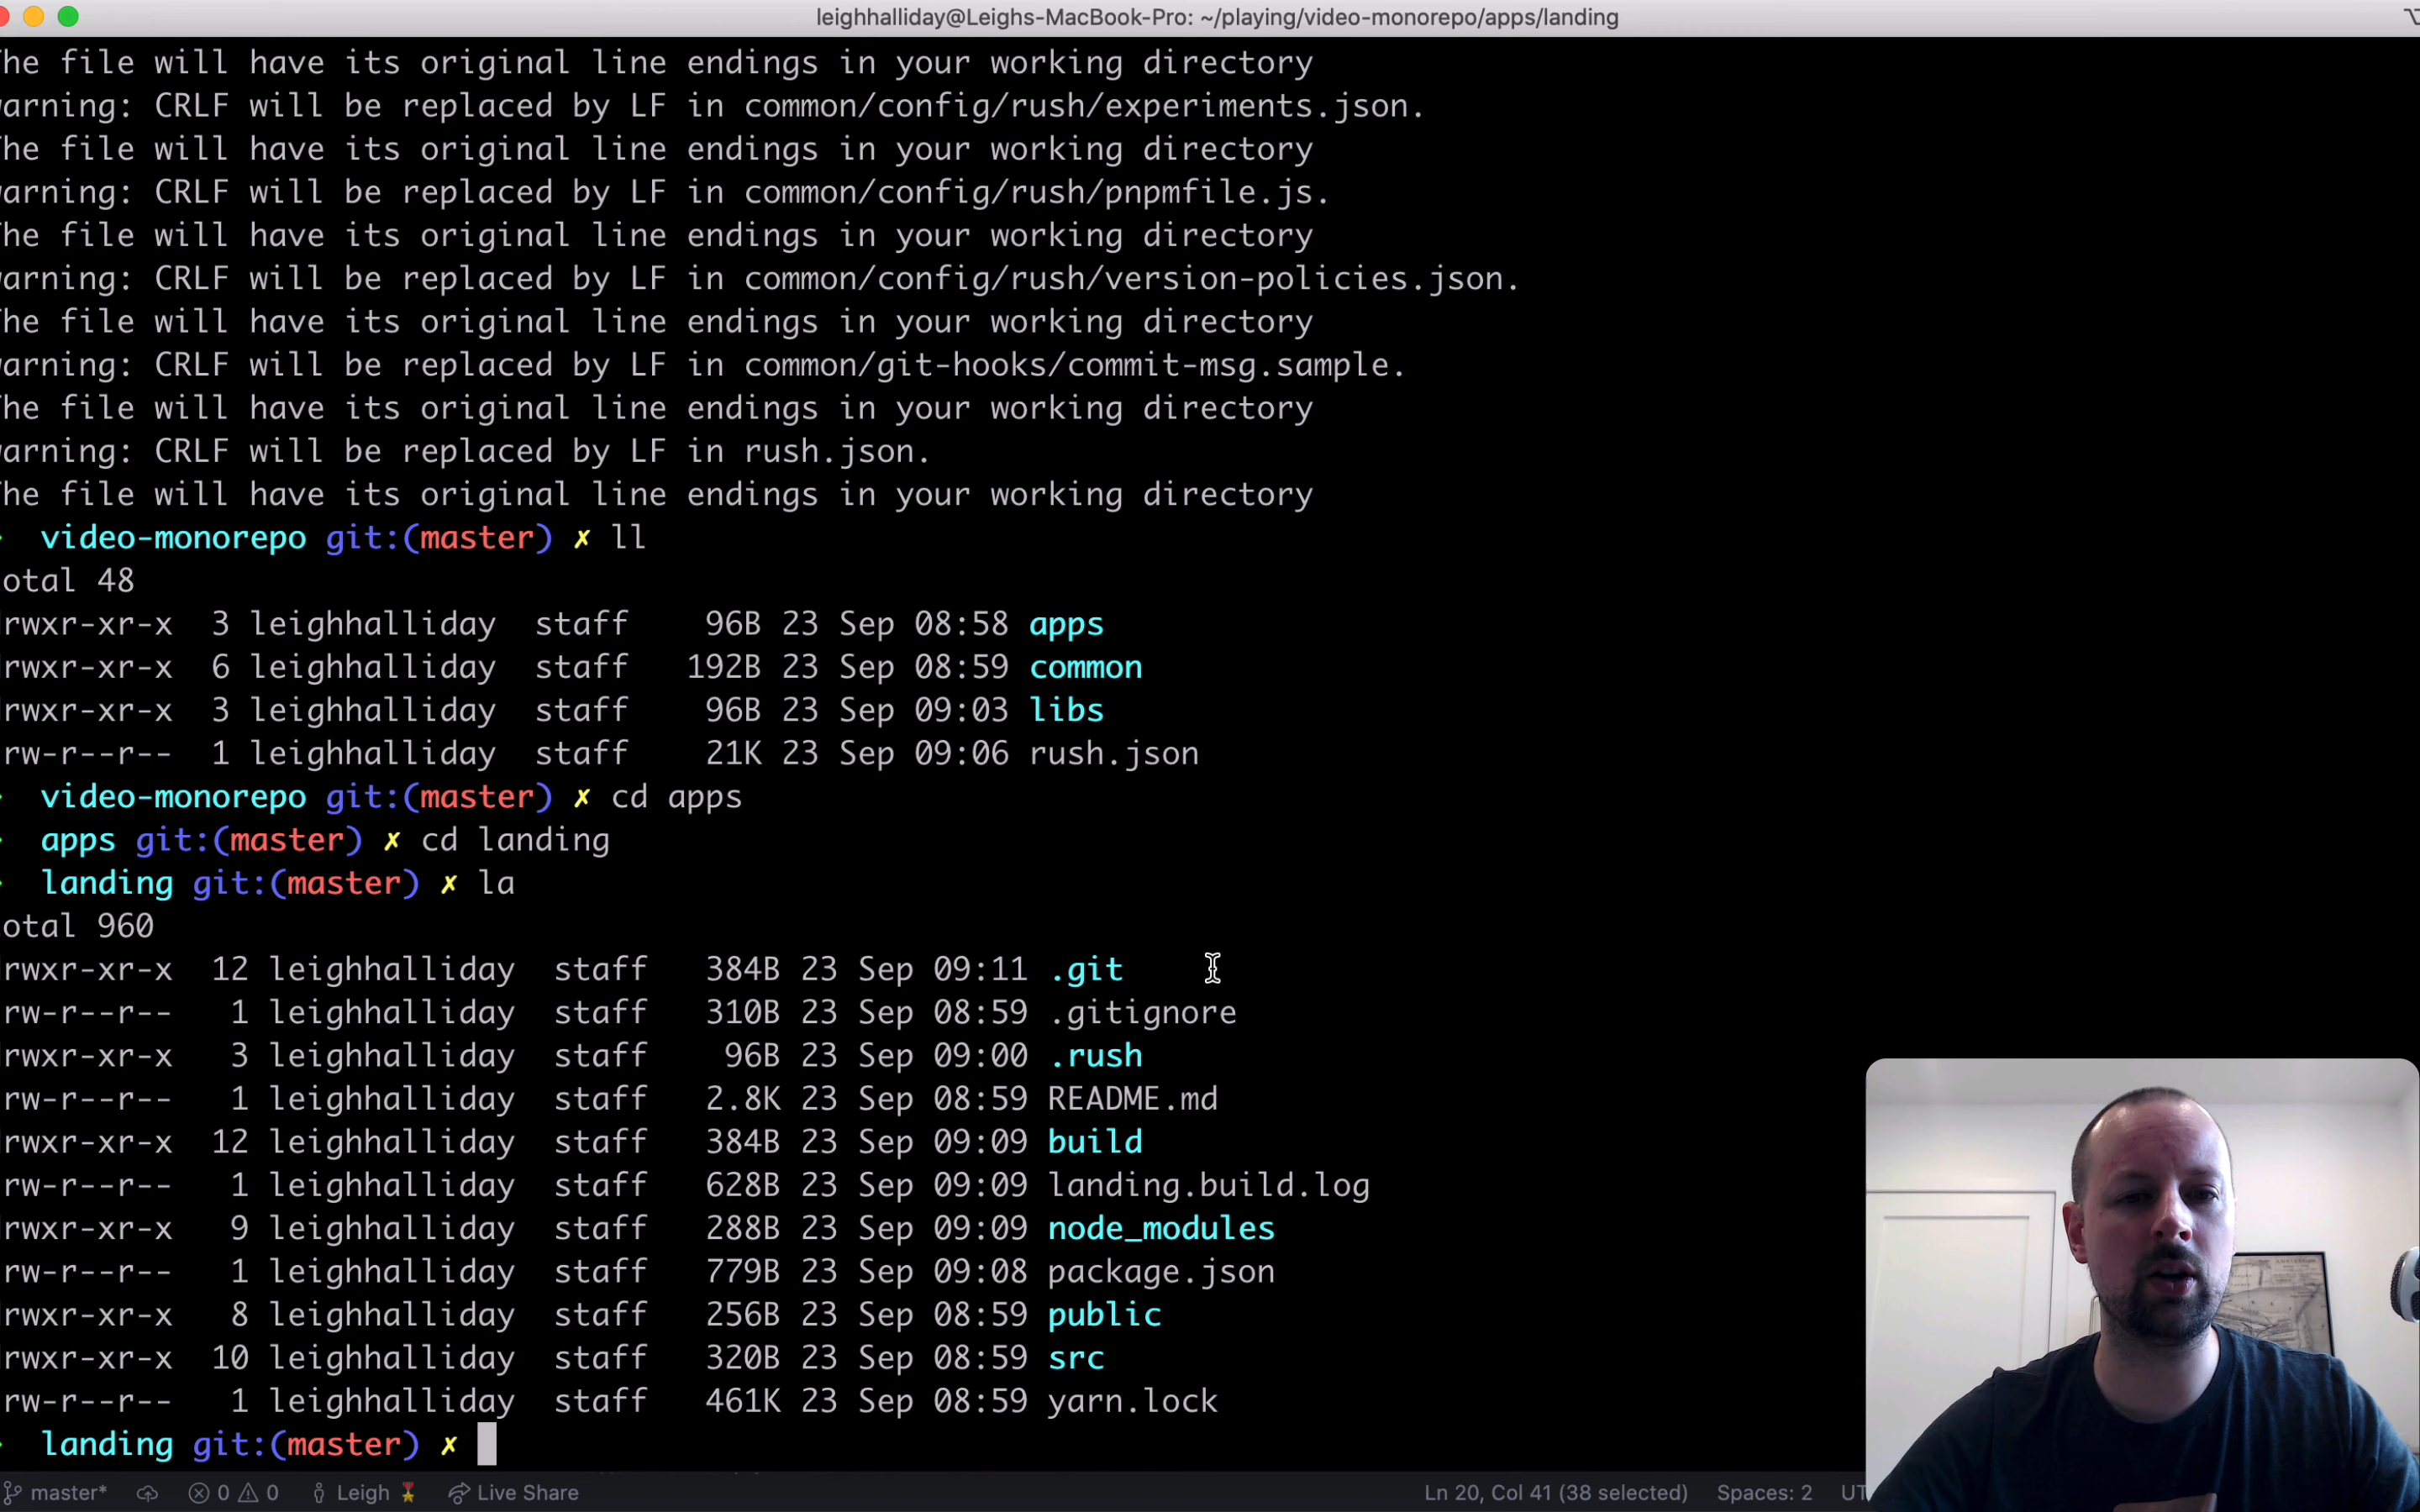 leighhalliday@Leighs-MacBook-Pro: ~/playing/video-monorepo/apps/landing
he file will have its original line endings in your working directory
arning: CRLF will be replaced by LF in common/config/rush/experiments.json.
he file will have its original line endings in your working directory
arning: CRLF will be replaced by LF in common/config/rush/pnpmfile.js.
he file will have its original line endings in your working directory
arning: CRLF will be replaced by LF in common/config/rush/version-policies.json.
he file will have its original line endings in your working directory
arning: CRLF will be replaced by LF in common/git-hooks/commit-msg.sample.
he file will have its original line endings in your working directory
arning: CRLF will be replaced by LF in rush.json.
he file will have its original line endings in your working directory
video-monorepo git:(master) ✗ ll
otal 48
rwxr-xr-x 3 leighhalliday staff 96B 23 Sep 08:58 apps
rwxr-xr-x 6 leighhalliday staff 192B 23 Sep 08:59 common
rwxr-xr-x 3 leighhalliday staff 96B 23 Sep 09:03 libs
rw-r--r-- 1 leighhalliday staff 21K 23 Sep 09:06 rush.json
video-monorepo git:(master) ✗ cd apps
apps git:(master) ✗ cd landing
landing git:(master) ✗ la
otal 960
rwxr-xr-x 12 leighhalliday staff 384B 23 Sep 09:11 .git
rw-r--r-- 1 leighhalliday staff 310B 23 Sep 08:59 .gitignore
rwxr-xr-x 3 leighhalliday staff 96B 23 Sep 09:00 .rush
rw-r--r-- 1 leighhalliday staff 2.8K 23 Sep 08:59 README.md
rwxr-xr-x 12 leighhalliday staff 384B 23 Sep 09:09 build
rw-r--r-- 1 leighhalliday staff 628B 23 Sep 09:09 landing.build.log
rwxr-xr-x 9 leighhalliday staff 288B 23 Sep 09:09 node_modules
rw-r--r-- 1 leighhalliday staff 779B 23 Sep 09:08 package.json
rwxr-xr-x 8 leighhalliday staff 256B 23 Sep 08:59 public
rwxr-xr-x 10 leighhalliday staff 320B 23 Sep 08:59 src
rw-r--r-- 1 leighhalliday staff 461K 23 Sep 08:59 yarn.lock
landing git:(master) ✗
master* 0 0 Leigh Live Share Ln 20, Col 41 (38 selected) Spaces: 2 UT